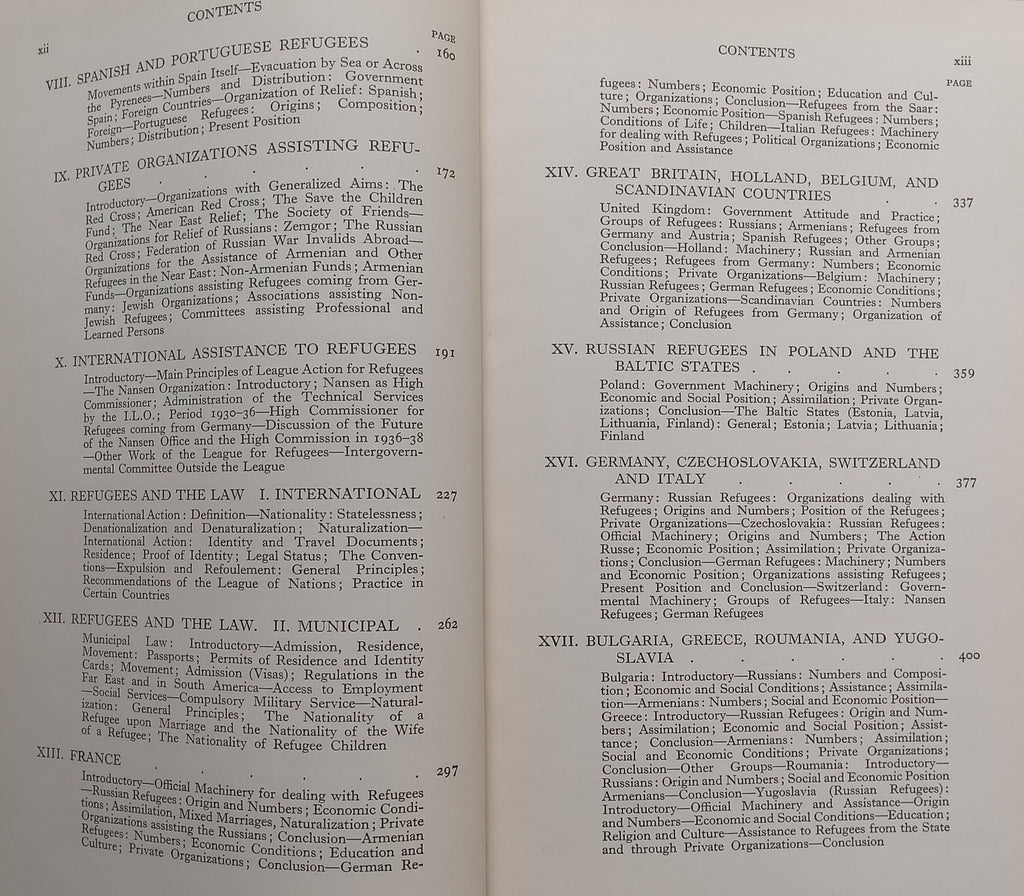 xii
CONTENTS
PAGE
VIII. SPANISH AND PORTUGUESE REFUGEES . 160
Movements within Spain Itself—Evacuation by Sea or Across
the Pyrenees—Numbers and Distribution: Government
Spain; Foreign Countries—Organization of Relief: Spanish;
Foreign—Portuguese Refugees: Origins; Composition;
Numbers; Distribution; Present Position
IX. PRIVATE ORGANIZATIONS ASSISTING REFU-
GEES . . . . . . 172
Introductory—Organizations with Generalized Aims: The
Red Cross; American Red Cross; The Save the Children
Fund; The Near East Relief; The Society of Friends—
Organizations for Relief of Russians: Zemgor; The Russian
Red Cross; Federation of Russian War Invalids Abroad—
Organizations for the Assistance of Armenian and Other
Refugees in the Near East: Non-Armenian Funds; Armenian
Funds—Organizations assisting Refugees coming from Ger-
many: Jewish Organizations; Associations assisting Non-
Jewish Refugees; Committees assisting Professional and
Learned Persons
X. INTERNATIONAL ASSISTANCE TO REFUGEES 191
Introductory—Main Principles of League Action for Refugees
—The Nansen Organization: Introductory; Nansen as High
Commissioner; Administration of the Technical Services
by the I.L.O.; Period 1930–36—High Commissioner for
Refugees coming from Germany—Discussion of the Future
of the Nansen Office and the High Commission in 1936–38
—Other Work of the League for Refugees—Intergovern-
mental Committee Outside the League
XI. REFUGEES AND THE LAW I. INTERNATIONAL 227
International Action: Definition—Nationality: Statelessness;
Denationalization and Denaturalization; Naturalization—
International Action: Identity and Travel Documents;
Residence; Proof of Identity; Legal Status; The Conven-
tions—Expulsion and Refoulement: General Principles;
Recommendations of the League of Nations; Practice in
Certain Countries
XII. REFUGEES AND THE LAW. II. MUNICIPAL . 262
Municipal Law: Introductory—Admission, Residence,
Movement: Passports; Permits of Residence and Identity
Cards; Movement; Admission (Visas); Regulations in the
Far East and in South America—Access to Employment
—Social Services—Compulsory Military Service—Natural-
ization: General Principles; The Nationality of a
Refugee upon Marriage and the Nationality of the Wife
of a Refugee; The Nationality of Refugee Children
XIII. FRANCE . . . . . . 297
Introductory—Official Machinery for dealing with Refugees
—Russian Refugees: Origin and Numbers; Economic Condi-
tions; Assimilation, Mixed Marriages, Naturalization; Private
Organizations assisting the Russians; Conclusion—Armenian
Refugees: Numbers; Economic Conditions; Education and
Culture; Private Organizations; Conclusion—German Re-
CONTENTS
xiii
PAGE
fugees: Numbers; Economic Position; Education and Cul-
ture; Organizations; Conclusion—Refugees from the Saar:
Numbers; Economic Position—Spanish Refugees: Numbers;
Conditions of Life; Children—Italian Refugees: Machinery
for dealing with Refugees; Political Organizations; Economic
Position and Assistance
XIV. GREAT BRITAIN, HOLLAND, BELGIUM, AND
SCANDINAVIAN COUNTRIES . . 337
United Kingdom: Government Attitude and Practice;
Groups of Refugees: Russians; Armenians; Refugees from
Germany and Austria; Spanish Refugees; Other Groups;
Conclusion—Holland: Machinery; Russian and Armenian
Refugees; Refugees from Germany: Numbers; Economic
Conditions; Private Organizations—Belgium: Machinery;
Russian Refugees; German Refugees; Economic Conditions;
Private Organizations—Scandinavian Countries: Numbers
and Origin of Refugees from Germany; Organization of
Assistance; Conclusion
XV. RUSSIAN REFUGEES IN POLAND AND THE
BALTIC STATES . . . . . 359
Poland: Government Machinery; Origins and Numbers;
Economic and Social Position; Assimilation; Private Organ-
izations; Conclusion—The Baltic States (Estonia, Latvia,
Lithuania, Finland): General; Estonia; Latvia; Lithuania;
Finland
XVI. GERMANY, CZECHOSLOVAKIA, SWITZERLAND
AND ITALY . . . . . 377
Germany: Russian Refugees: Organizations dealing with
Refugees; Origins and Numbers; Position of the Refugees;
Private Organizations—Czechoslovakia: Russian Refugees:
Official Machinery; Origins and Numbers; The Action
Russe; Economic Position; Assimilation; Private Organiza-
tions; Conclusion—German Refugees: Machinery; Numbers
and Economic Position; Organizations assisting Refugees;
Present Position and Conclusion—Switzerland: Govern-
mental Machinery; Groups of Refugees—Italy: Nansen
Refugees; German Refugees
XVII. BULGARIA, GREECE, ROUMANIA, AND YUGO-
SLAVIA . . . . . . 400
Bulgaria: Introductory—Russians: Numbers and Composi-
tion; Economic and Social Conditions; Assistance; Assimila-
tion—Armenians: Numbers; Social and Economic Position—
Greece: Introductory—Russian Refugees: Origin and Num-
bers; Assimilation; Economic and Social Position; Assist-
tance; Conclusion—Armenians: Numbers; Assimilation;
Social and Economic Conditions; Private Organizations;
Conclusion—Other Groups—Roumania: Introductory—
Russians: Origin and Numbers; Social and Economic Position
Armenians—Conclusion—Yugoslavia (Russian Refugees):
Introductory—Official Machinery and Assistance—Origin
and Numbers—Economic and Social Conditions—Education;
Religion and Culture—Assistance to Refugees from the State
and through Private Organizations—Conclusion